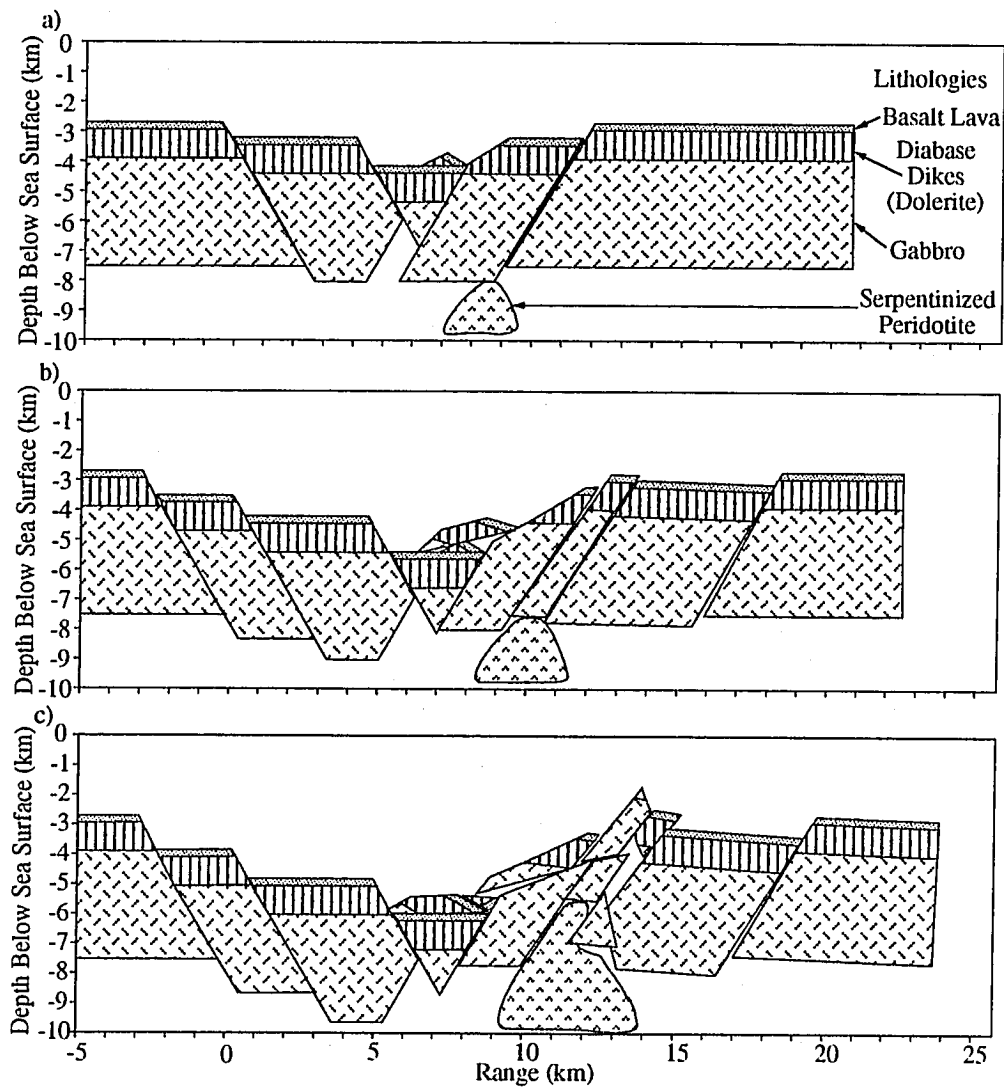 a)
Depth Below Sea Surface (km)
0
-1
-2
-3
-4
-5
-6
-7
-8
-9
-10
Lithologies
Basalt Lava
Diabase
Dikes
(Dolerite)
Gabbro
Serpentinized
Peridotite
b)
Depth Below Sea Surface (km)
0
-1
-2
-3
-4
-5
-6
-7
-8
-9
-10
c)
Depth Below Sea Surface (km)
0
-1
-2
-3
-4
-5
-6
-7
-8
-9
-10
-5 0 5 10 15 20 25
Range (km)